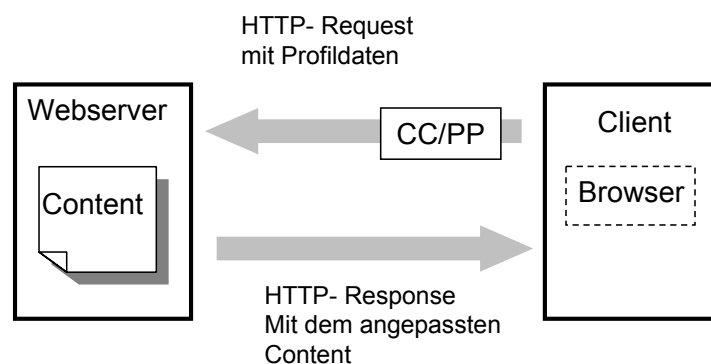 HTTP- Request
mit Profildaten
Webserver
CC/PP
Client
Content
Browser
HTTP- Response
Mit dem angepassten
Content